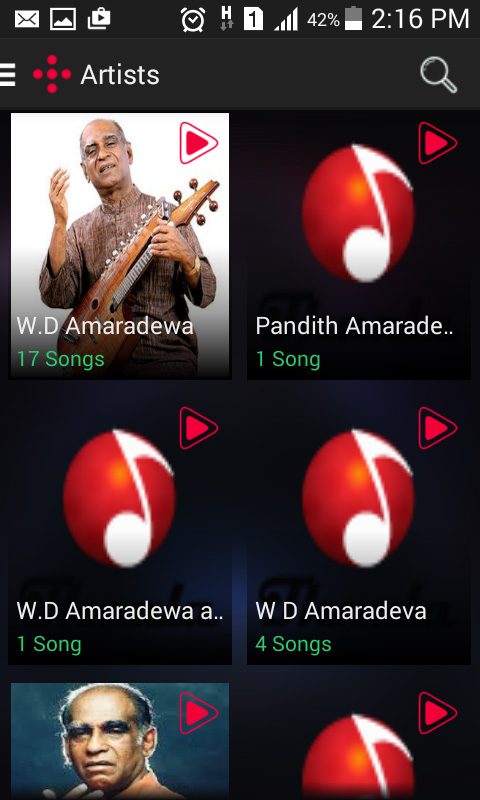 H
1
42%
2:16 PM
Artists
W.D Amaradewa
17 Songs
Pandith Amarade..
1 Song
W.D Amaradewa a..
1 Song
W D Amaradeva
4 Songs